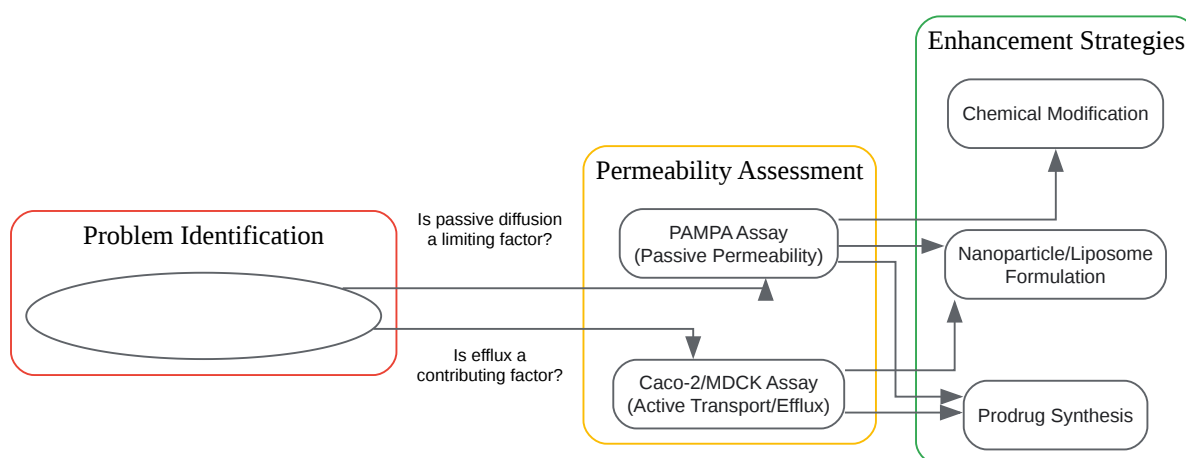 Problem Identification
Is passive diffusion
a limiting factor?
Is efflux a
contributing factor?
Permeability Assessment
PAMPA Assay
(Passive Permeability)
Caco-2/MDCK Assay
(Active Transport/Efflux)
Enhancement Strategies
Chemical Modification
Nanoparticle/Liposome
Formulation
Prodrug Synthesis